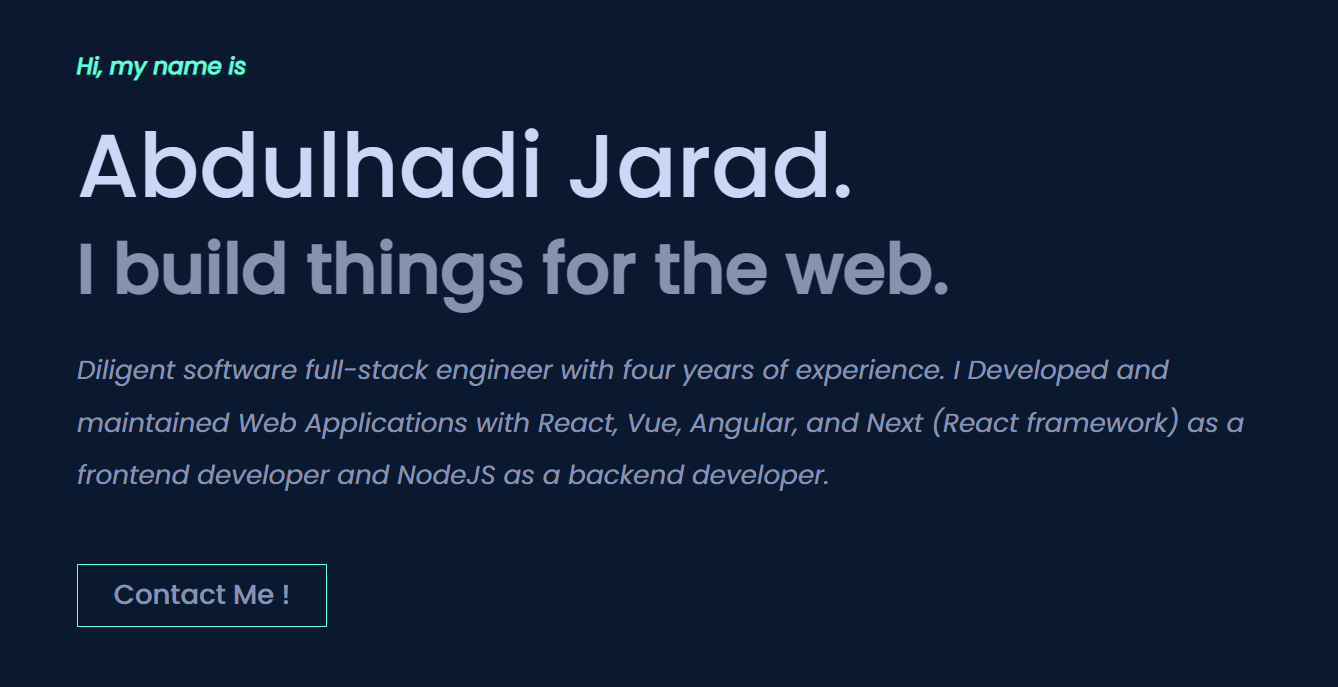 Hi, my name is
Abdulhadi Jarad.
I build things for the web.
Diligent software full-stack engineer with four years of experience. I Developed and
maintained Web Applications with React, Vue, Angular, and Next (React framework) as a
frontend developer and NodeJS as a backend developer.
Contact Me !